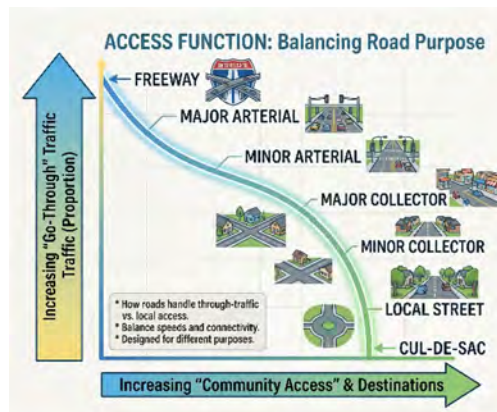 ACCESS FUNCTION: Balancing Road Purpose
FREEWAY
MAJOR ARTERIAL
MINOR ARTERIAL
MAJOR COLLECTOR
MINOR COLLECTOR
LOCAL STREET
CUL-DE-SAC
Increasing "Go-Through" Traffic
Traffic (Proportion)
* How roads handle through-traffic
vs. local access.
* Balance speeds and connectivity.
* Designed for different purposes.
Increasing "Community Access" & Destinations